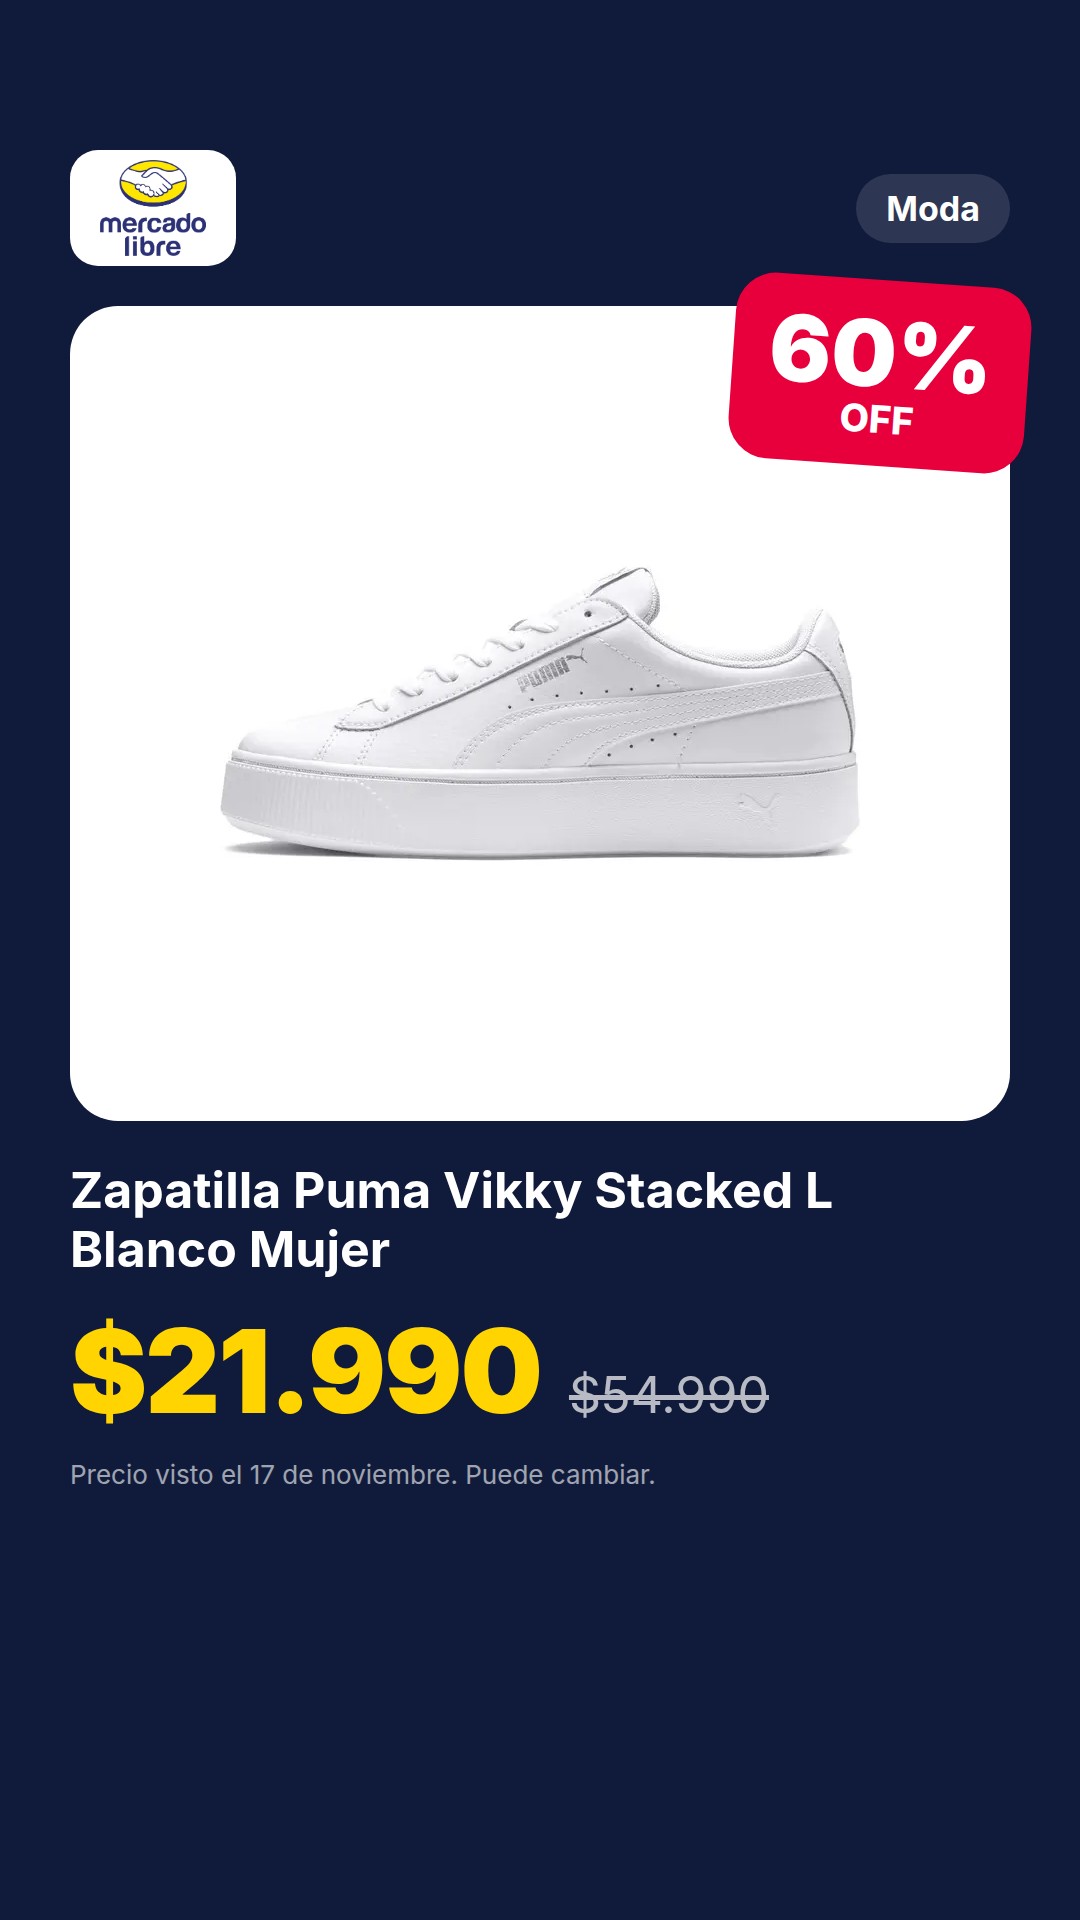 mercado
libre
Moda
60%
OFF
PUMA
Zapatilla Puma Vikky Stacked L
Blanco Mujer
$21.990 $54.990
Precio visto el 17 de noviembre. Puede cambiar.